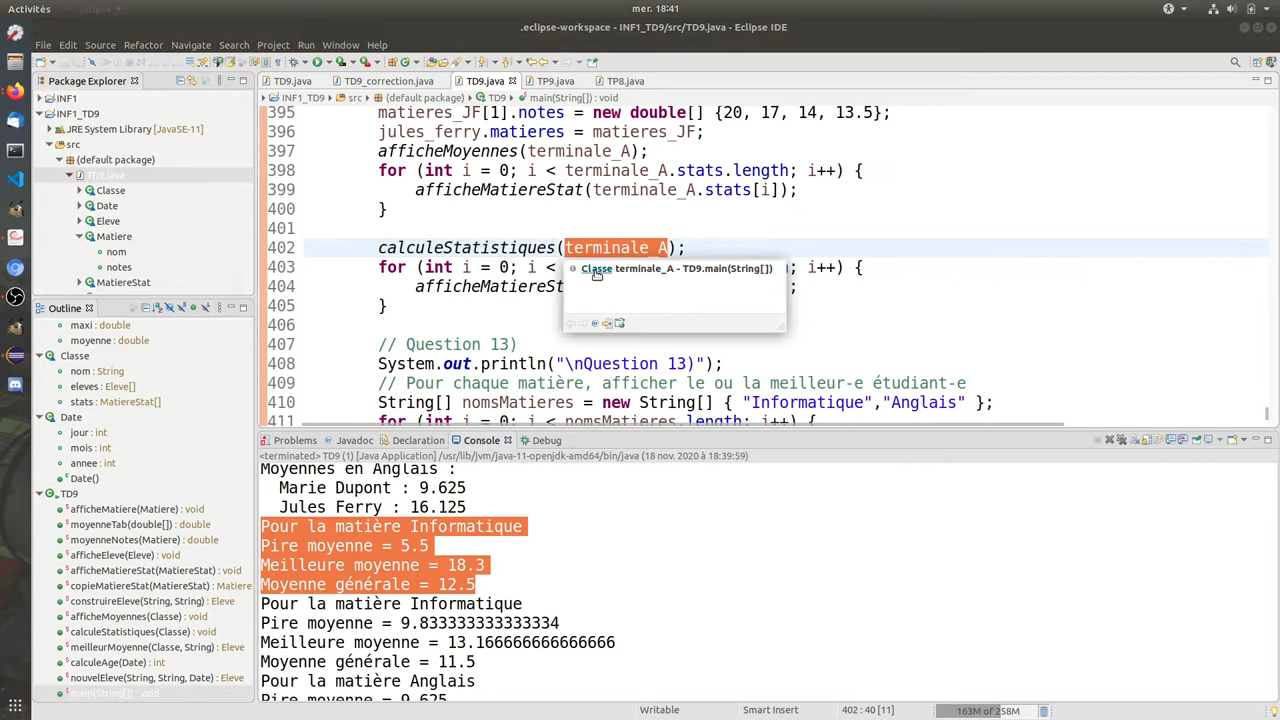 Activités
Eclipse
mer. 18:41
.eclipse-workspace - INF1_TD9/src/TD9.java - Eclipse IDE
File Edit Source Refactor Navigate Search Project Run Window Help
Package Explorer
TD9.java TD9_correction.java TD9.java TP9.java TP8.java
INF1_TD9 src (default package) TD9 main(String[]) : void
INF1
INF1_TD9
JRE System Library [JavaSE-11]
src
(default package)
TD9.java
Classe
Date
Eleve
Matiere
nom
notes
MatiereStat
395 matieres_JF[1].notes = new double[] {20, 17, 14, 13.5};
396 jules_ferry.matieres = matieres_JF;
397 afficheMoyennes(terminale_A);
398 for (int i = 0; i < terminale_A.stats.length; i++) {
399 afficheMatiereStat(terminale_A.stats[i]);
400 }
401
402 calculeStatistiques(terminale_A);
403 for (int i = 0; i < ; i++) {
404 afficheMatiereSt ;
405 }
406
407 // Question 13)
408 System.out.println("\nQuestion 13)");
409 // Pour chaque matière, afficher le ou la meilleur-e étudiant-e
410 String[] nomsMatieres = new String[] { "Informatique","Anglais" };
411 for (int i = 0; i < nomsMatieres.length; i++) {
Classe terminale_A - TD9.main(String[])
Outline
maxi : double
moyenne : double
Classe
nom : String
eleves : Eleve[]
stats : MatiereStat[]
Date
jour : int
mois : int
annee : int
Date()
TD9
afficheMatiere(Matiere) : void
moyenneTab(double[]) : double
moyenneNotes(Matiere) : double
afficheEleve(Eleve) : void
afficheMatiereStat(MatiereStat) : void
copieMatiereStat(MatiereStat) : Matiere
construireEleve(String, String) : Eleve
afficheMoyennes(Classe) : void
calculeStatistiques(Classe) : void
meilleurMoyenne(Classe, String) : Eleve
calculeAge(Date) : int
nouvelEleve(String, String, Date) : Eleve
main(String[]) : void
Problems Javadoc Declaration Console Debug
<terminated> TD9 (1) [Java Application] /usr/lib/jvm/java-11-openjdk-amd64/bin/java (18 nov. 2020 à 18:39:59)
Moyennes en Anglais :
Marie Dupont : 9.625
Jules Ferry : 16.125
Pour la matière Informatique
Pire moyenne = 5.5
Meilleure moyenne = 18.3
Moyenne générale = 12.5
Pour la matière Informatique
Pire moyenne = 9.833333333333334
Meilleure moyenne = 13.166666666666666
Moyenne générale = 11.5
Pour la matière Anglais
Pire moyenne = 9.625
Writable Smart Insert 402 : 40 [11] 163M of 258M